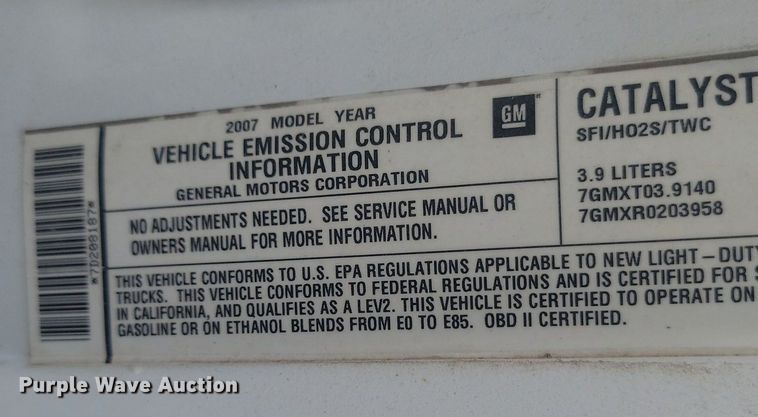 2007 MODEL YEAR
VEHICLE EMISSION CONTROL
INFORMATION
GENERAL MOTORS CORPORATION
GM
CATALYST
SFI/HO2S/TWC
3.9 LITERS
7GMXT03.9140
7GMXR0203958
NO ADJUSTMENTS NEEDED. SEE SERVICE MANUAL OR
OWNERS MANUAL FOR MORE INFORMATION.
*7D208187*
THIS VEHICLE CONFORMS TO U.S. EPA REGULATIONS APPLICABLE TO NEW LIGHT-DUTY
TRUCKS. THIS VEHICLE CONFORMS TO FEDERAL REGULATIONS AND IS CERTIFIED FOR
IN CALIFORNIA, AND QUALIFIES AS A LEV2. THIS VEHICLE IS CERTIFIED TO OPERATE ON
GASOLINE OR ON ETHANOL BLENDS FROM E0 TO E85. OBD II CERTIFIED.
Purple Wave Auction